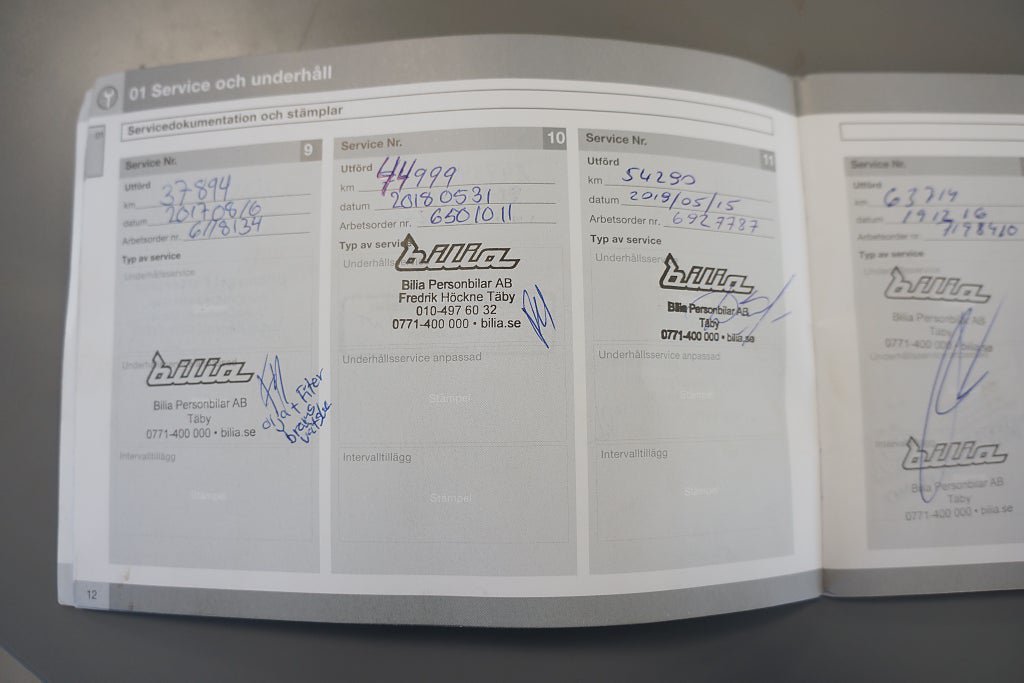 01 Service och underhåll
01
Servicedokumentation och stämplar
Service Nr. 9
Utförd
km 37894
datum 20170816
Arbetsorder nr. 6118134
Typ av service
Underhållsservice
bilia
Bilia Personbilar AB
Täby
0771-400 000 • bilia.se
olja + Filter
broms
vätska
Intervalltillägg
Stämpel
12
Service Nr. 10
Utförd
km 44999
datum 20180531
Arbetsorder nr. 6501011
Typ av service
Underhållsservice
bilia
Bilia Personbilar AB
Fredrik Höckne Täby
010-497 60 32
0771-400 000 • bilia.se
Underhållsservice anpassad
Stämpel
Intervalltillägg
Stämpel
Service Nr. 11
Utförd
km 54290
datum 2019/05/15
Arbetsorder nr. 6927787
Typ av service
Underhållsservice
bilia
Bilia Personbilar AB
Täby
0771-400 000 • bilia.se
Underhållsservice anpassad
Stämpel
Intervalltillägg
Stämpel
Service Nr.
Utförd
km 63714
datum 191216
Arbetsorder nr. 7198410
Typ av service
Underhållsservice
bilia
Bilia Personbilar AB
Täby
0771-400 000 • bilia.se
Underhållsservice anpassad
bilia
Bilia Personbilar AB
Täby
0771-400 000 • bilia.se